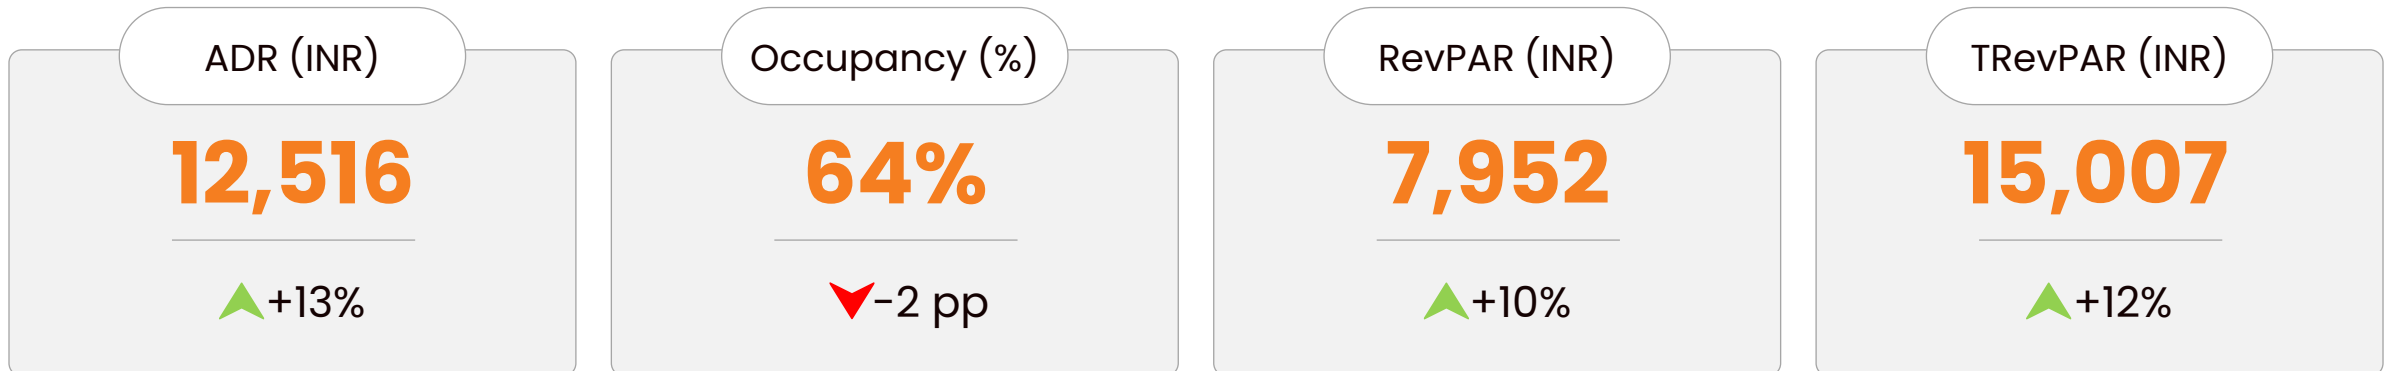 ADR (INR)
12,516
+13%
Occupancy (%)
64%
-2 pp
RevPAR (INR)
7,952
+10%
TRevPAR (INR)
15,007
+12%